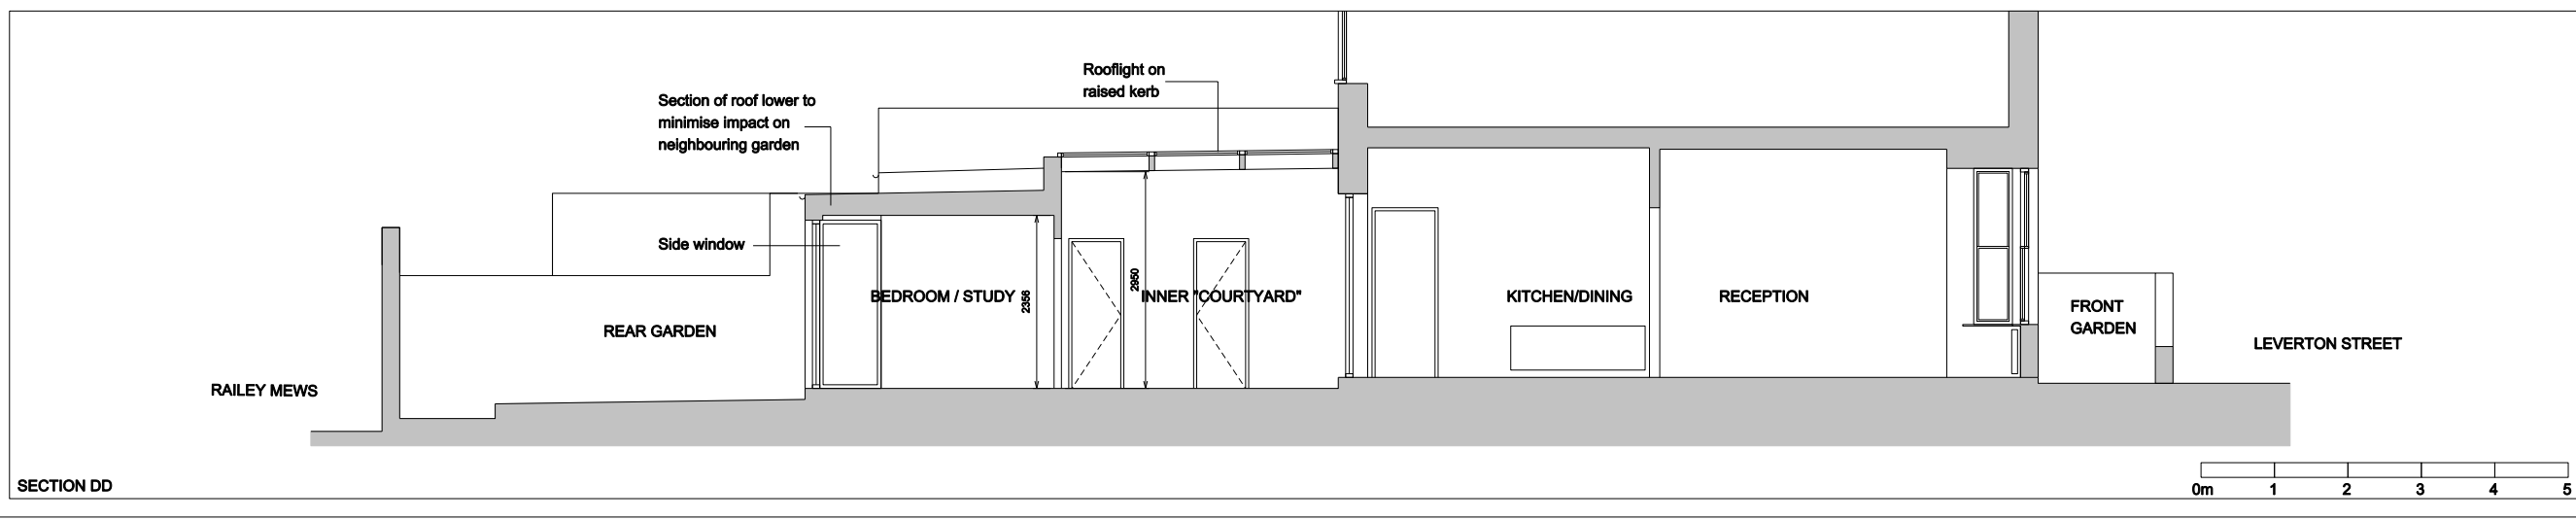 Rooflight on
raised kerb
Section of roof lower to
minimise impact on
neighbouring garden
Side window
BEDROOM / STUDY
2356
2950
INNER "COURTYARD"
KITCHEN/DINING
RECEPTION
FRONT
GARDEN
REAR GARDEN
LEVERTON STREET
RAILEY MEWS
SECTION DD
0m 1 2 3 4 5